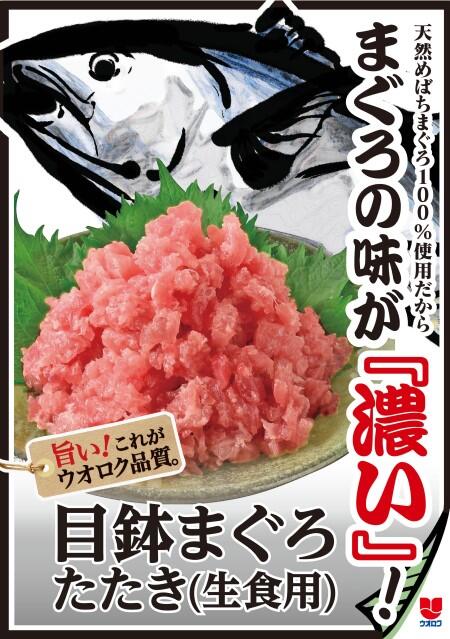 天然めばちまぐろ100%使用だから
まぐろの味が『濃い』!
旨い!これが
ウオロク品質。
目鉢まぐろ
たたき(生食用)
ウオロク